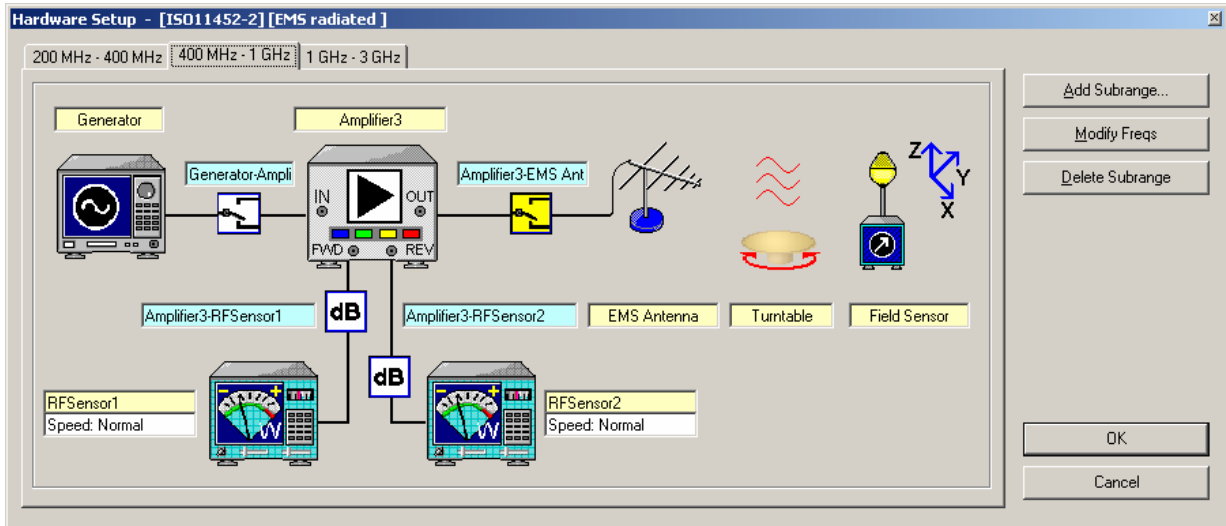 Hardware Setup - [ISO11452-2] [EMS radiated ]
200 MHz - 400 MHz
400 MHz - 1 GHz
1 GHz - 3 GHz
Add Subrange...
Modify Freqs
Delete Subrange
Generator
Amplifier3
Generator-Ampli
Amplifier3-EMS Ant
IN
OUT
FWD
REV
Z
Y
X
dB
Amplifier3-RFSensor1
Amplifier3-RFSensor2
EMS Antenna
Turntable
Field Sensor
dB
RFSensor1
Speed: Normal
- +
W
- +
W
RFSensor2
Speed: Normal
OK
Cancel